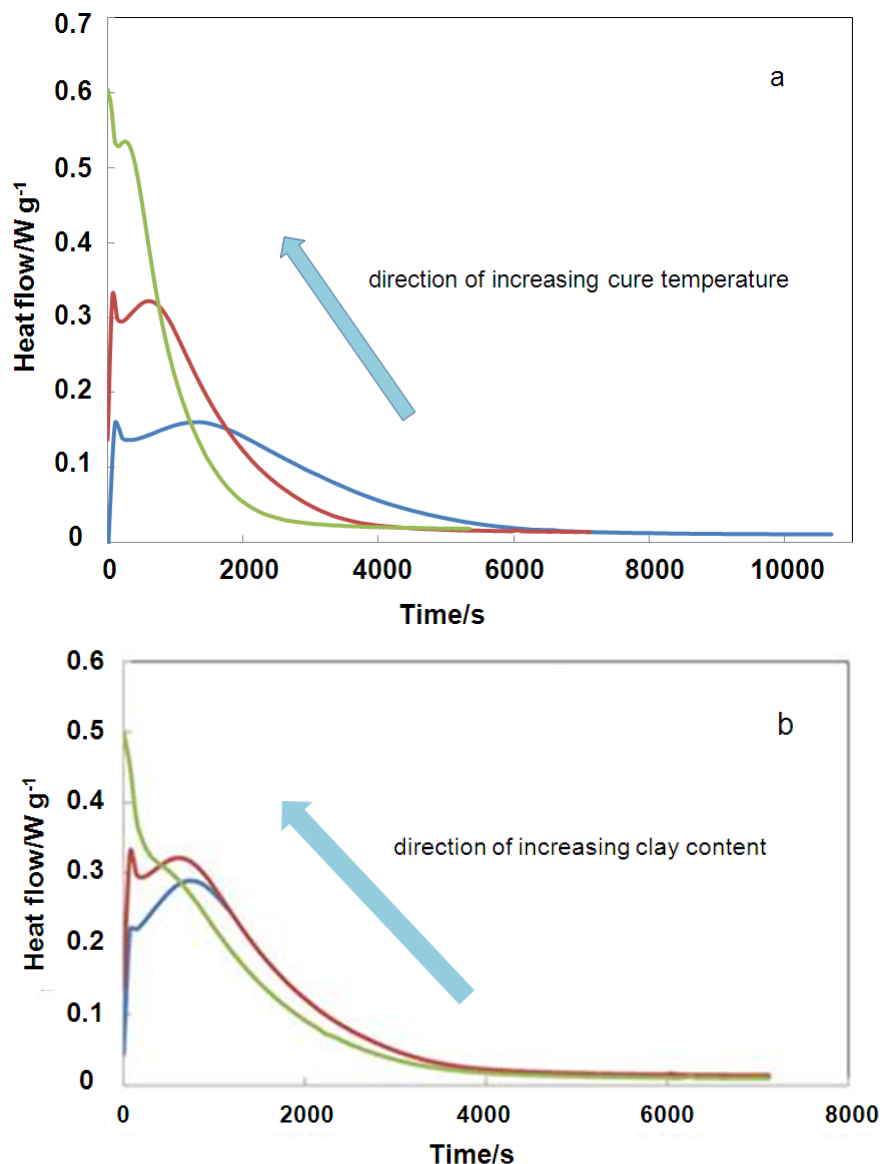 0.7
a
0.6
0.5
0.4
0.3
0.2
0.1
0
Heat flow/W g-1
direction of increasing cure temperature
0 2000 4000 6000 8000 10000
Time/s
0.6
b
0.5
0.4
0.3
0.2
0.1
0
Heat flow/W g-1
direction of increasing clay content
0 2000 4000 6000 8000
Time/s